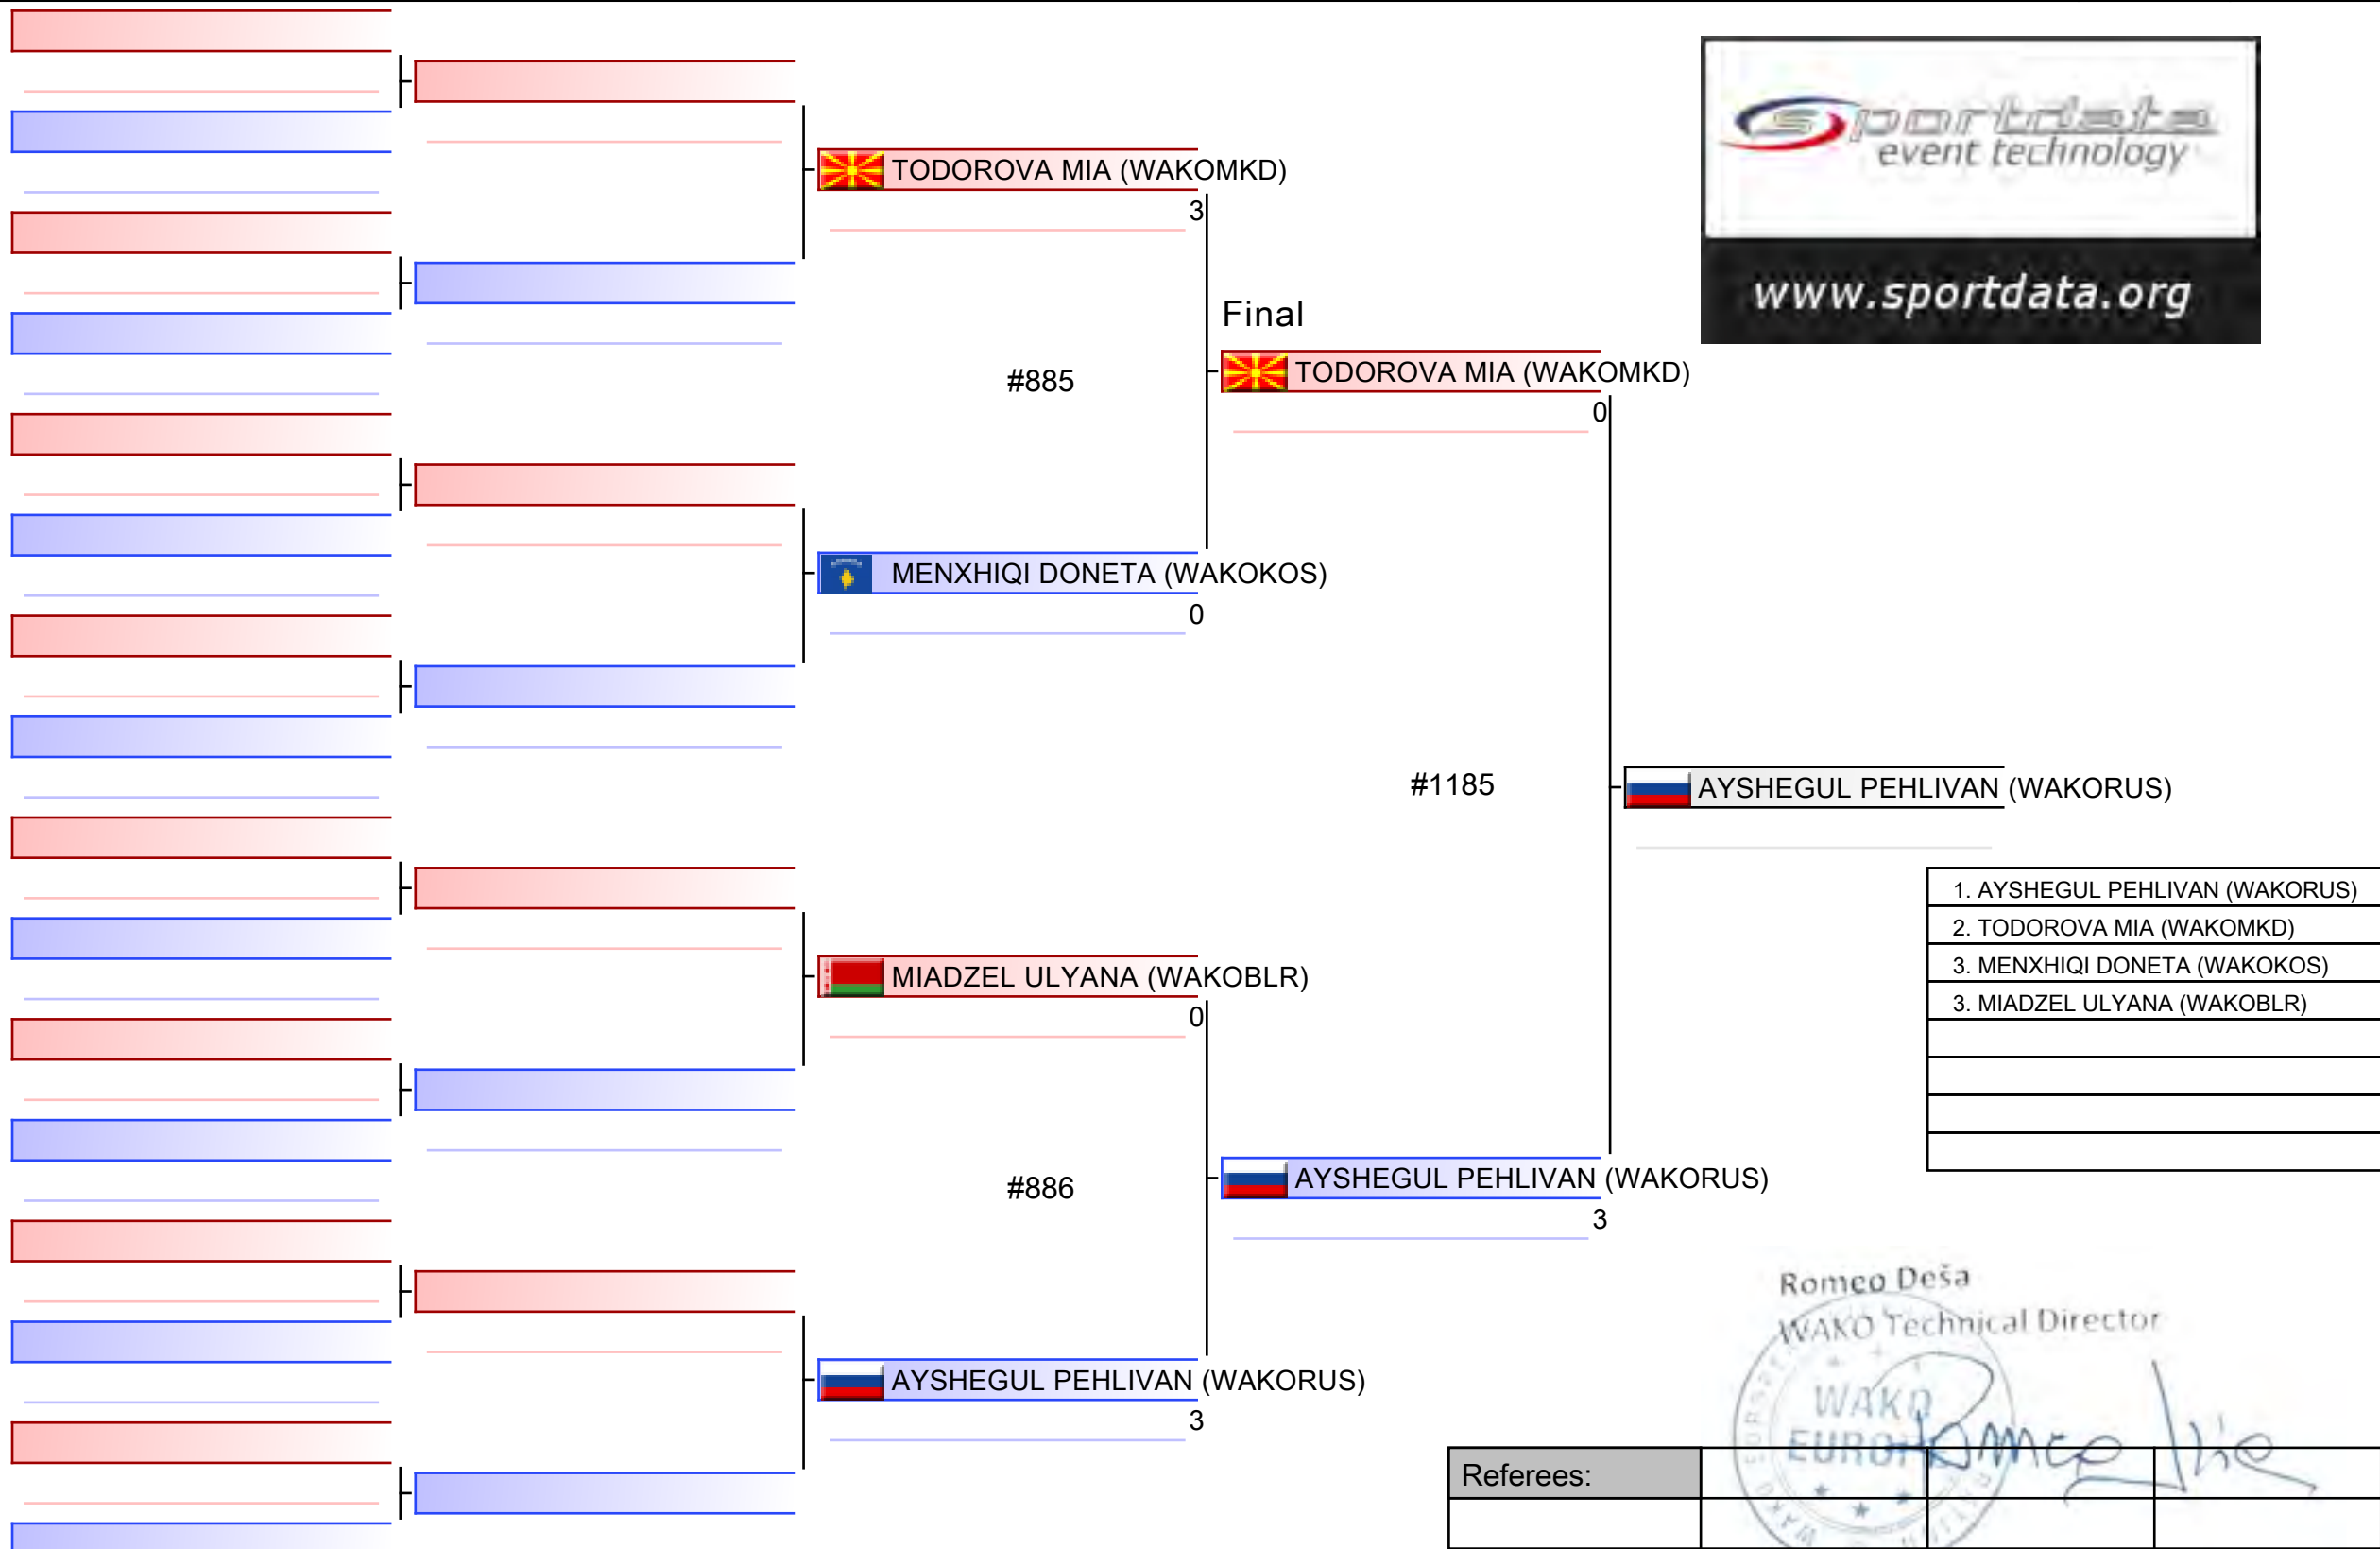 sportdata
event technology
www.sportdata.org
TODOROVA MIA (WAKOMKD)
3
#885
MENXHIQI DONETA (WAKOKOS)
0
MIADZEL ULYANA (WAKOBLR)
0
#886
AYSHEGUL PEHLIVAN (WAKORUS)
3
Final
TODOROVA MIA (WAKOMKD)
0
#1185
AYSHEGUL PEHLIVAN (WAKORUS)
3
AYSHEGUL PEHLIVAN (WAKORUS)
1. AYSHEGUL PEHLIVAN (WAKORUS)
2. TODOROVA MIA (WAKOMKD)
3. MENXHIQI DONETA (WAKOKOS)
3. MIADZEL ULYANA (WAKOBLR)
Romeo Deša
WAKO Technical Director
WAKO
EUROPE
Referees: